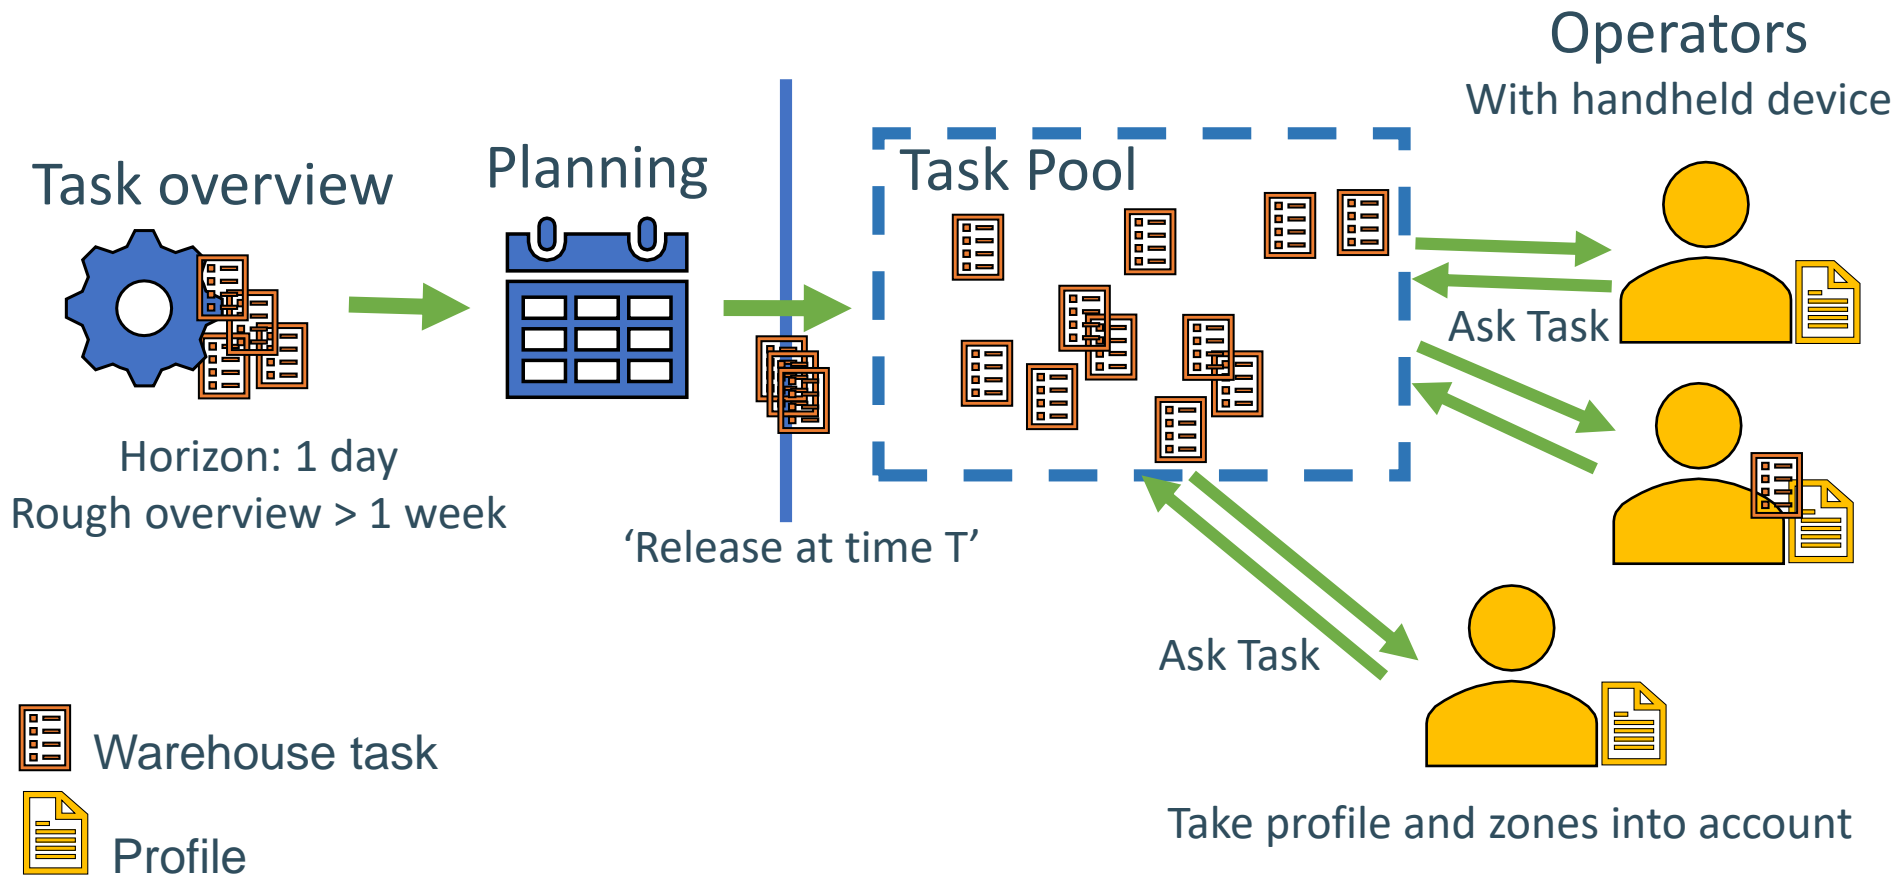 Operators
With handheld device
Task overview
Planning
Task Pool
Ask Task
Horizon: 1 day
Rough overview > 1 week
‘Release at time T’
Ask Task
Warehouse task
Profile
Take profile and zones into account